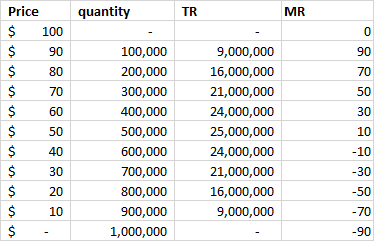 Price quantity TR MR
$ 100 - - 0
$ 90 100,000 9,000,000 90
$ 80 200,000 16,000,000 70
$ 70 300,000 21,000,000 50
$ 60 400,000 24,000,000 30
$ 50 500,000 25,000,000 10
$ 40 600,000 24,000,000 -10
$ 30 700,000 21,000,000 -30
$ 20 800,000 16,000,000 -50
$ 10 900,000 9,000,000 -70
$ - 1,000,000 - -90